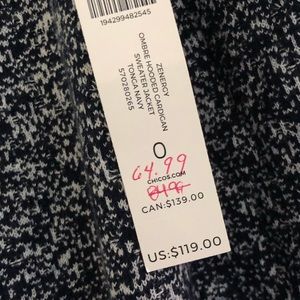 194299482545
ZENERGY
OMBRE HOODED CARDIGAN
SWEATER JACKET
TONGA NAVY
570280265
0
64.99
CHICOS.COM
CAN:$139.00
US:$119.00